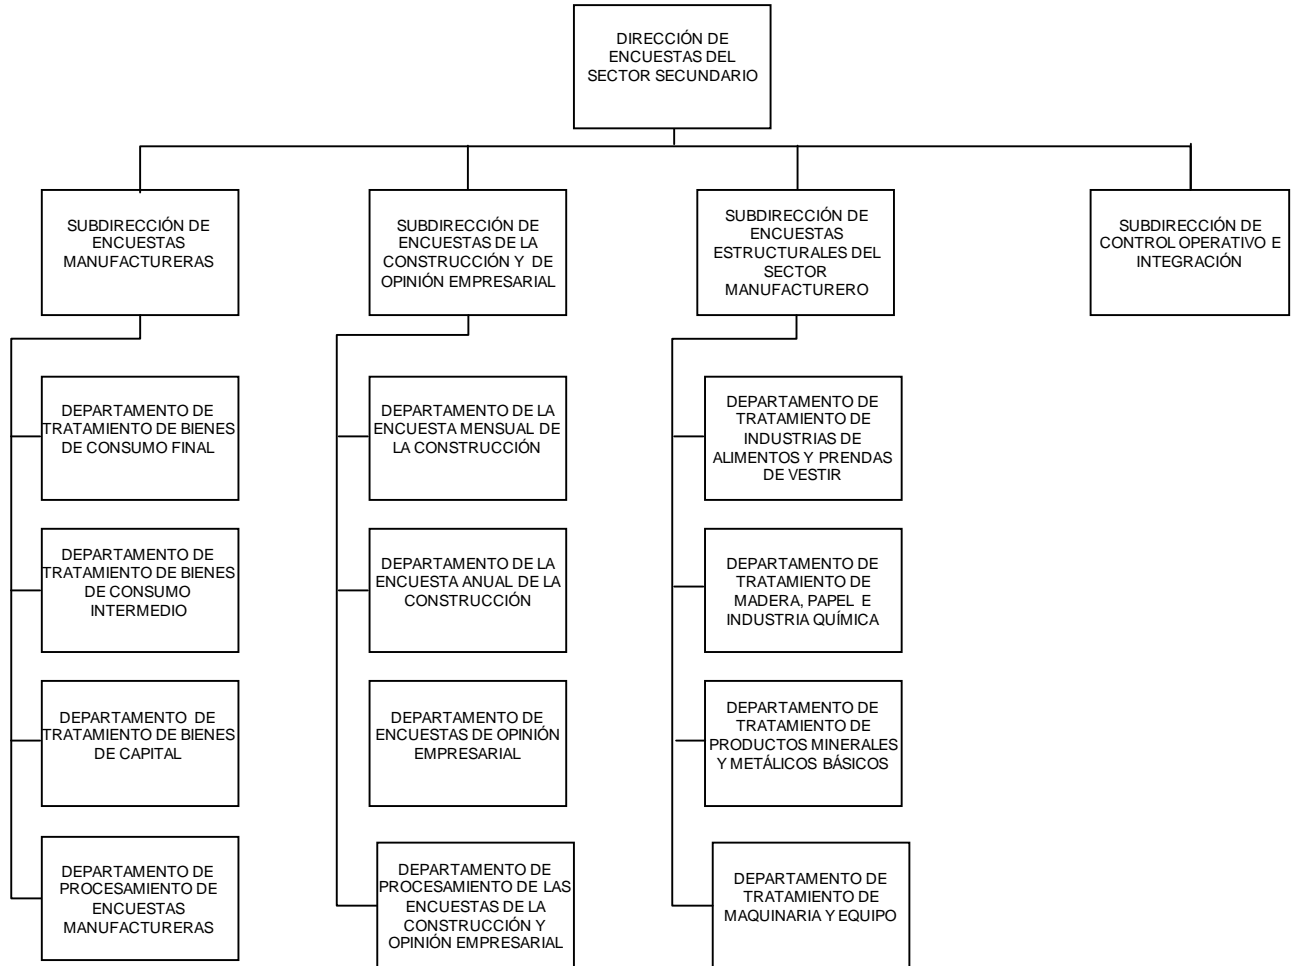 DIRECCIÓN DE
ENCUESTAS DEL
SECTOR SECUNDARIO
SUBDIRECCIÓN DE
ENCUESTAS
MANUFACTURERAS
SUBDIRECCIÓN DE
ENCUESTAS DE LA
CONSTRUCCIÓN Y DE
OPINIÓN EMPRESARIAL
SUBDIRECCIÓN DE
ENCUESTAS
ESTRUCTURALES DEL
SECTOR
MANUFACTURERO
SUBDIRECCIÓN DE
CONTROL OPERATIVO E
INTEGRACIÓN
DEPARTAMENTO DE
TRATAMIENTO DE BIENES
DE CONSUMO FINAL
DEPARTAMENTO DE LA
ENCUESTA MENSUAL DE
LA CONSTRUCCIÓN
DEPARTAMENTO DE
TRATAMIENTO DE
INDUSTRIAS DE
ALIMENTOS Y PRENDAS
DE VESTIR
DEPARTAMENTO DE
TRATAMIENTO DE BIENES
DE CONSUMO
INTERMEDIO
DEPARTAMENTO DE LA
ENCUESTA ANUAL DE LA
CONSTRUCCIÓN
DEPARTAMENTO DE
TRATAMIENTO DE
MADERA, PAPEL E
INDUSTRIA QUÍMICA
DEPARTAMENTO DE
TRATAMIENTO DE BIENES
DE CAPITAL
DEPARTAMENTO DE
ENCUESTAS DE OPINIÓN
EMPRESARIAL
DEPARTAMENTO DE
TRATAMIENTO DE
PRODUCTOS MINERALES
Y METÁLICOS BÁSICOS
DEPARTAMENTO DE
PROCESAMIENTO DE
ENCUESTAS
MANUFACTURERAS
DEPARTAMENTO DE
PROCESAMIENTO DE LAS
ENCUESTAS DE LA
CONSTRUCCIÓN Y
OPINIÓN EMPRESARIAL
DEPARTAMENTO DE
TRATAMIENTO DE
MAQUINARIA Y EQUIPO